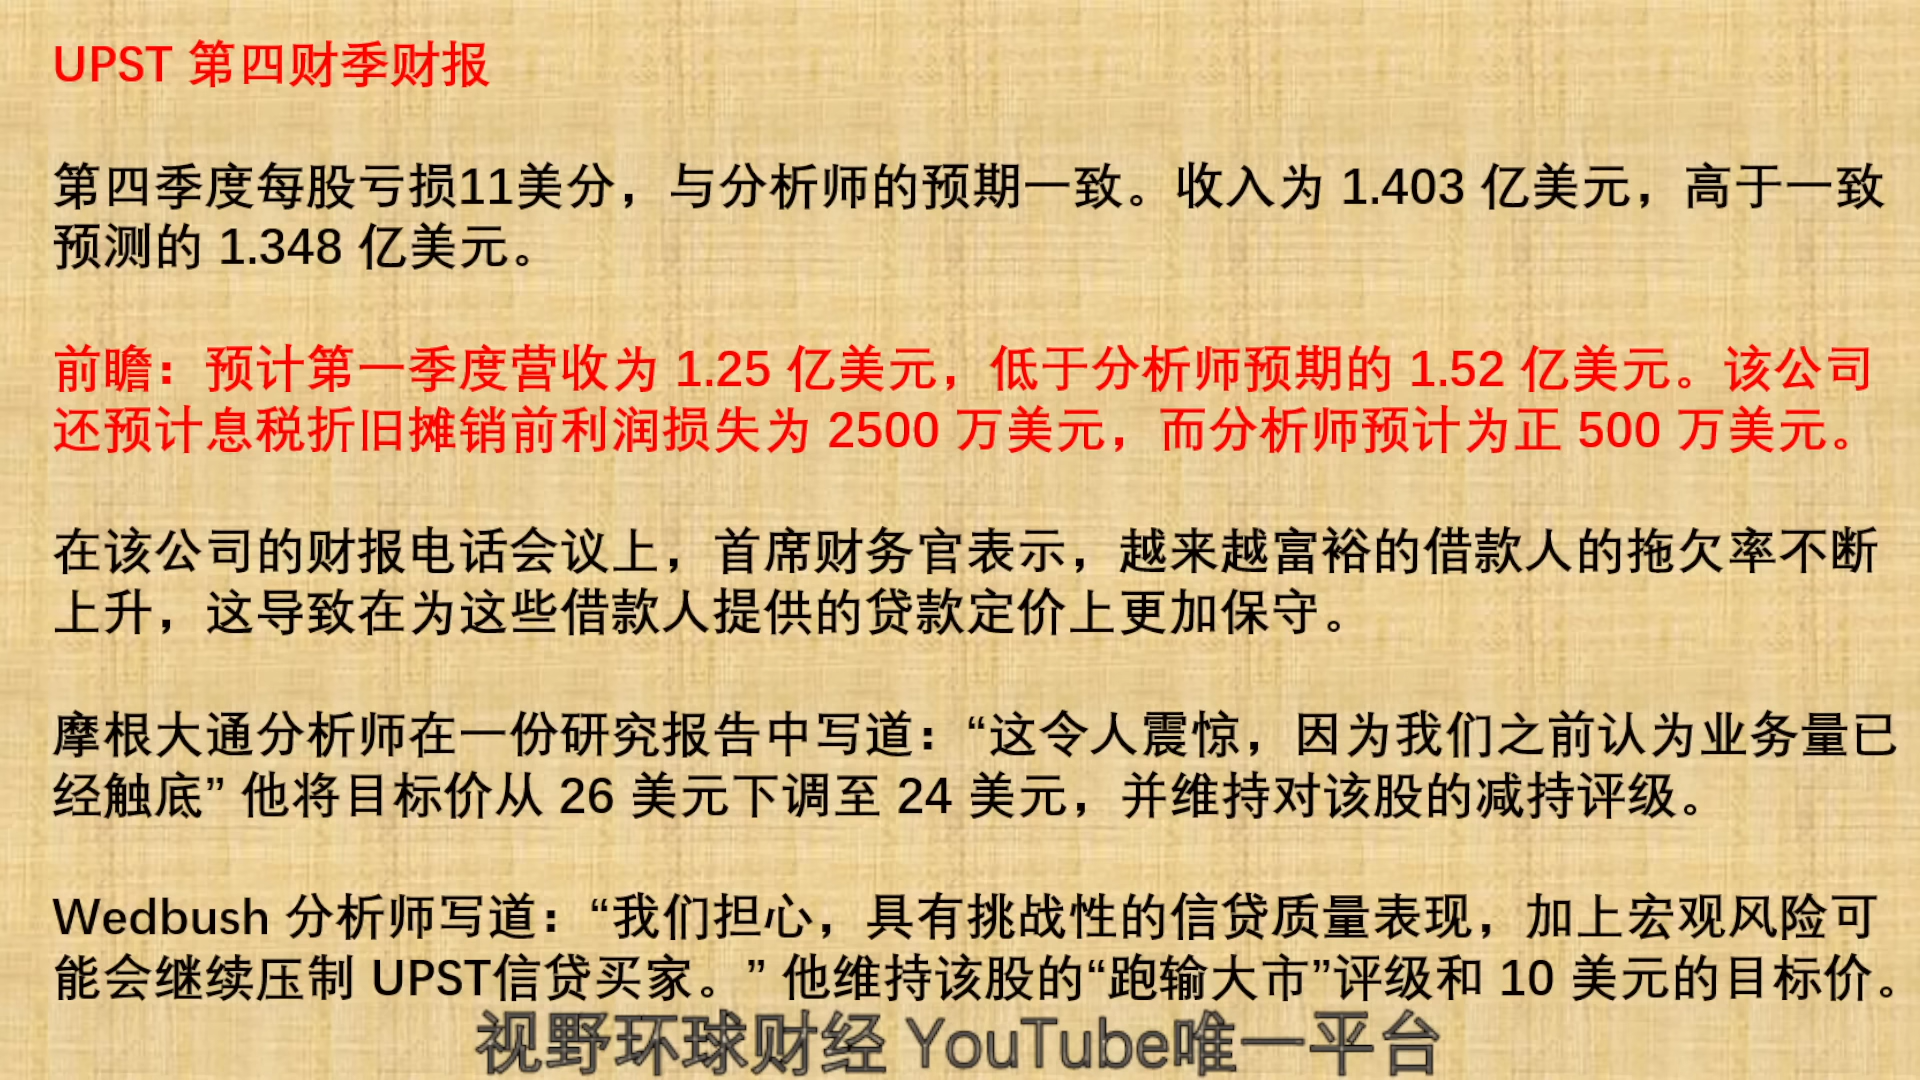 UPST 第四财季财报
第四季度每股亏损11美分，与分析师的预期一致。收入为 1.403 亿美元，高于一致
预测的 1.348 亿美元。
前瞻：预计第一季度营收为 1.25 亿美元，低于分析师预期的 1.52 亿美元。该公司
还预计息税折旧摊销前利润损失为 2500 万美元，而分析师预计为正 500 万美元。
在该公司的财报电话会议上，首席财务官表示，越来越富裕的借款人的拖欠率不断
上升，这导致在为这些借款人提供的贷款定价上更加保守。
摩根大通分析师在一份研究报告中写道：“这令人震惊，因为我们之前认为业务量已
经触底” 他将目标价从 26 美元下调至 24 美元，并维持对该股的减持评级。
Wedbush 分析师写道：“我们担心，具有挑战性的信贷质量表现，加上宏观风险可
能会继续压制 UPST信贷买家。” 他维持该股的“跑输大市”评级和 10 美元的目标价。
视野环球财经 YouTube唯一平台